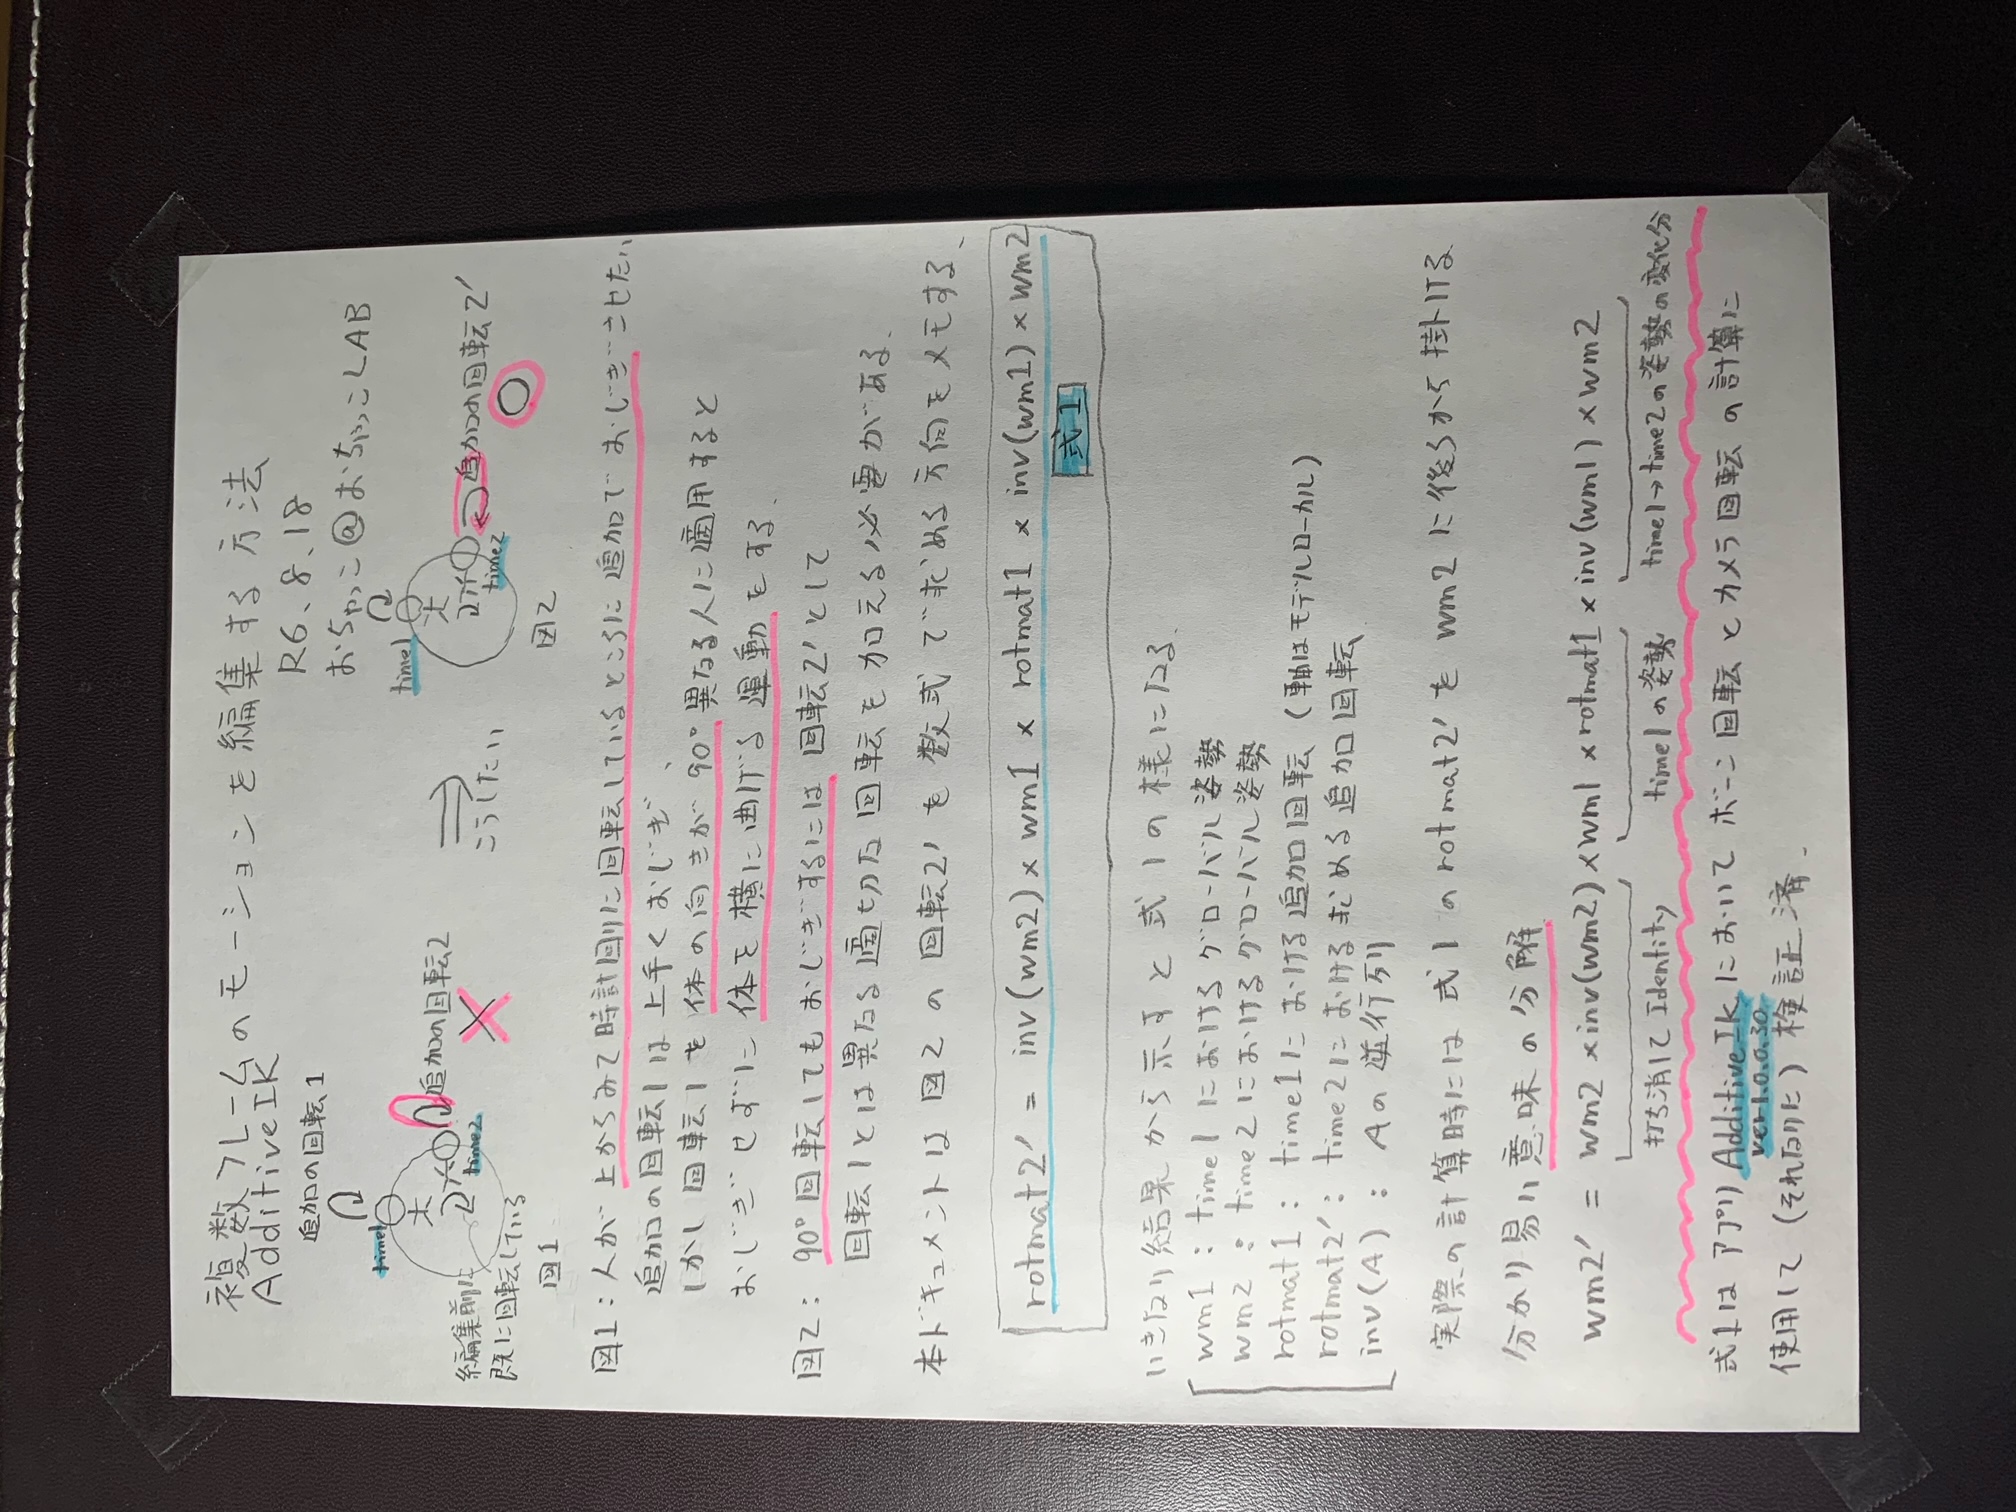 複数フレームのモーションを編集する方法
AdditiveIK
R6、8、18
おちゃっこ@おちゃっこLAB
追加の回転1
time1
追加の回転2
time2
編集前に
既に回転している
図1
⇒
こうしたい
time1
追加の回転2'
time2
図2
図1:人が上からみて時計回りに回転しているところに追加でおじぎさせたい
追加の回転1は上手くおじぎ、
しかし回転1を体の向きが90°異なる人に適用すると
おじぎせずに体を横に曲げる運動をする、
図2:90°回転してもおじぎするには回転2'として
回転1とは異なる適切な回転を加える必要がある、
本ドキュメントは図2の回転2'を数式で求める方向をメモする、
rotmat2' = inv(wm2) × wm1 × rotmat1 × inv(wm1) × wm2
式1
いきなり結果から示すと式1の様になる、
wm1:time1におけるグローバル姿勢
wm2:time2におけるグローバル姿勢
rotmat1:time1における追加回転(軸はモデルローカル)
rotmat2':time2における求める追加回転
inv(A):Aの逆行列
実際の計算時には式1のrotmat2'をwm2に後ろから掛ける
分かり易い意味の分解
wm2' = wm2 × inv(wm2) × wm1 × rotmat1 × inv(wm1) × wm2
打ち消してIdentity
time1の姿勢
time1→time2の姿勢の変化分
式1はアプリAdditiveIKにおいてボーン回転とカメラ回転の計算に
ver1.0.0.30
使用して(それなりに)検証済、